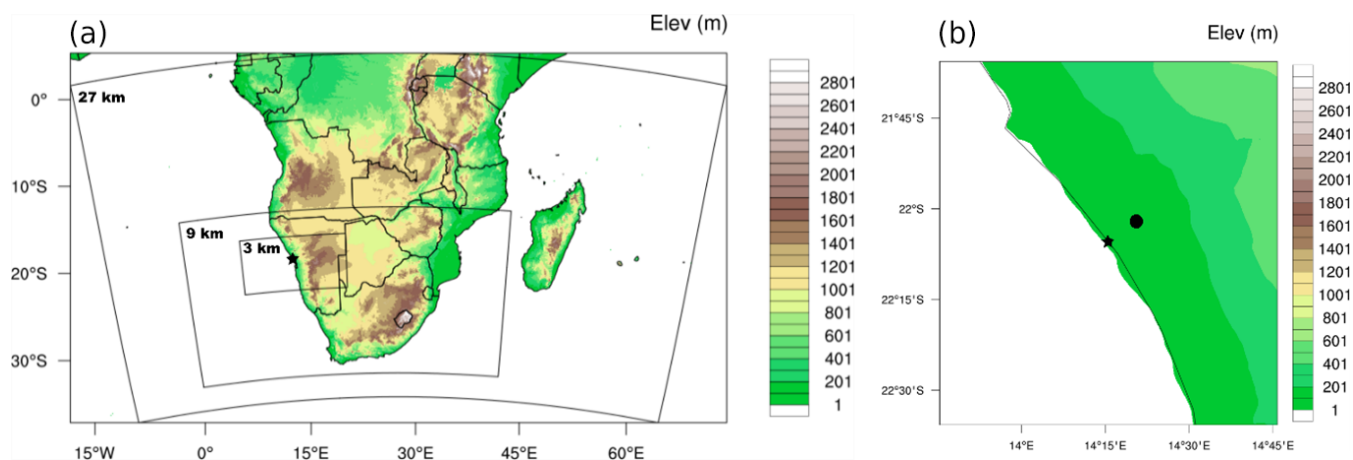 (a)
Elev (m)
27 km
9 km
3 km
0°
10°S
20°S
30°S
15°W
0°
15°E
30°E
45°E
60°E
2801
2601
2401
2201
2001
1801
1601
1401
1201
1001
801
601
401
201
1
(b)
Elev (m)
21°45'S
22°S
22°15'S
22°30'S
14°E
14°15'E
14°30'E
14°45'E
2801
2601
2401
2201
2001
1801
1601
1401
1201
1001
801
601
401
201
1